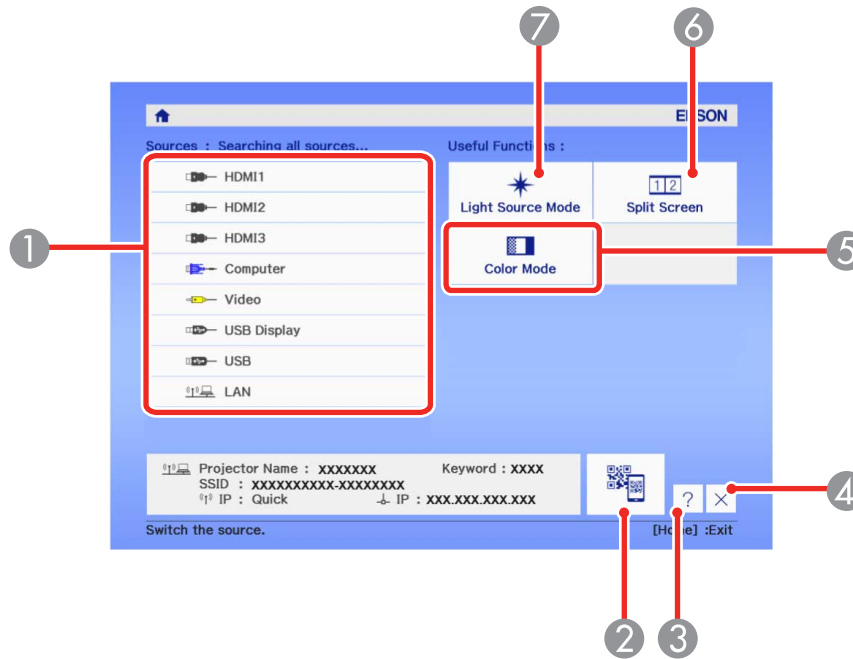 7
6
EPSON
Sources : Searching all sources...
Useful Functions :
HDMI1
HDMI2
HDMI3
Computer
Video
USB Display
USB
LAN
Light Source Mode
1 2
Split Screen
Color Mode
1
5
Projector Name : XXXXXXX
Keyword : XXXX
SSID : XXXXXXXXXX-XXXXXXXX
IP : Quick
IP : XXX.XXX.XXX.XXX
?
×
4
Switch the source.
[Home] :Exit
2
3